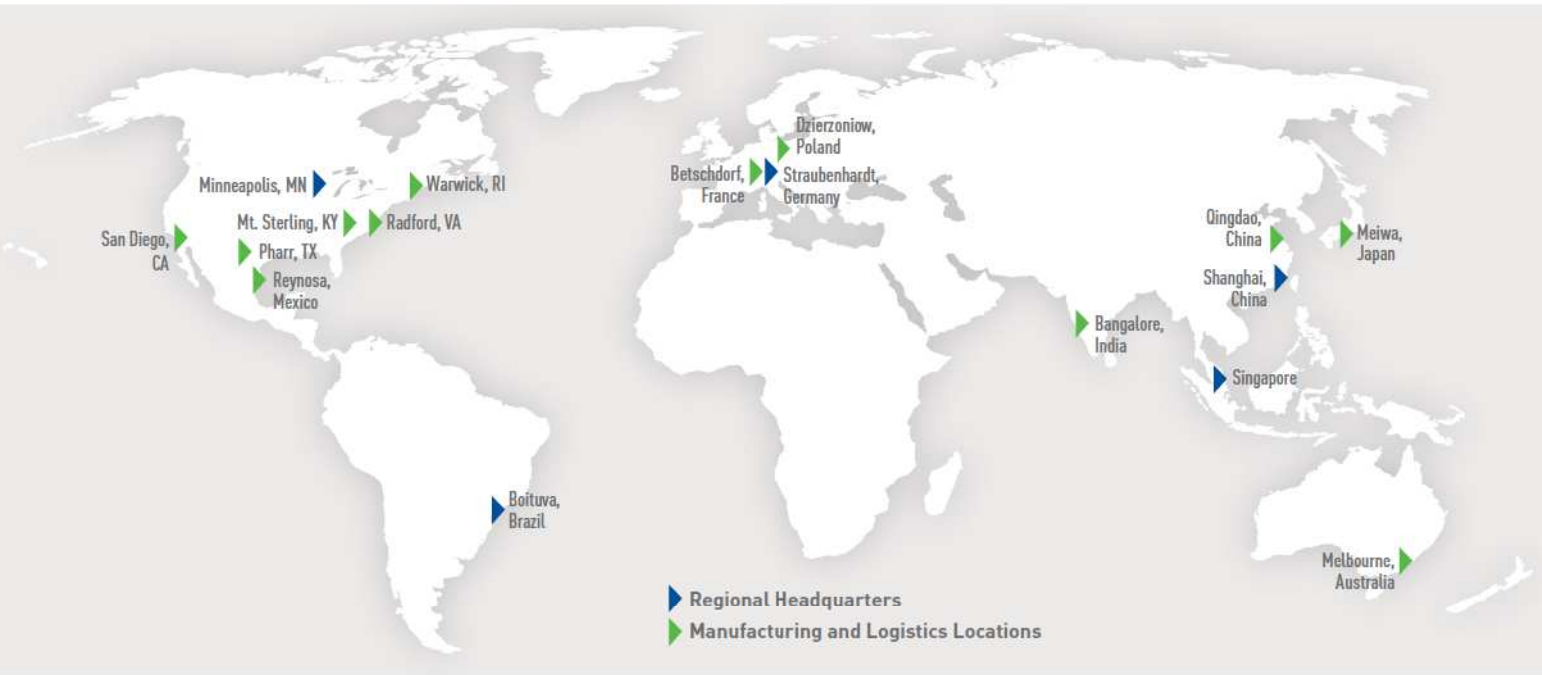 Minneapolis, MN
Warwick, RI
Mt. Sterling, KY
Radford, VA
San Diego,
CA
Pharr, TX
Reynosa,
Mexico
Boituva,
Brazil
Dzierzoniow,
Poland
Betschdorf,
France
Straubenhardt,
Germany
Qingdao,
China
Meiwa,
Japan
Shanghai,
China
Bangalore,
India
Singapore
Melbourne,
Australia
Regional Headquarters
Manufacturing and Logistics Locations